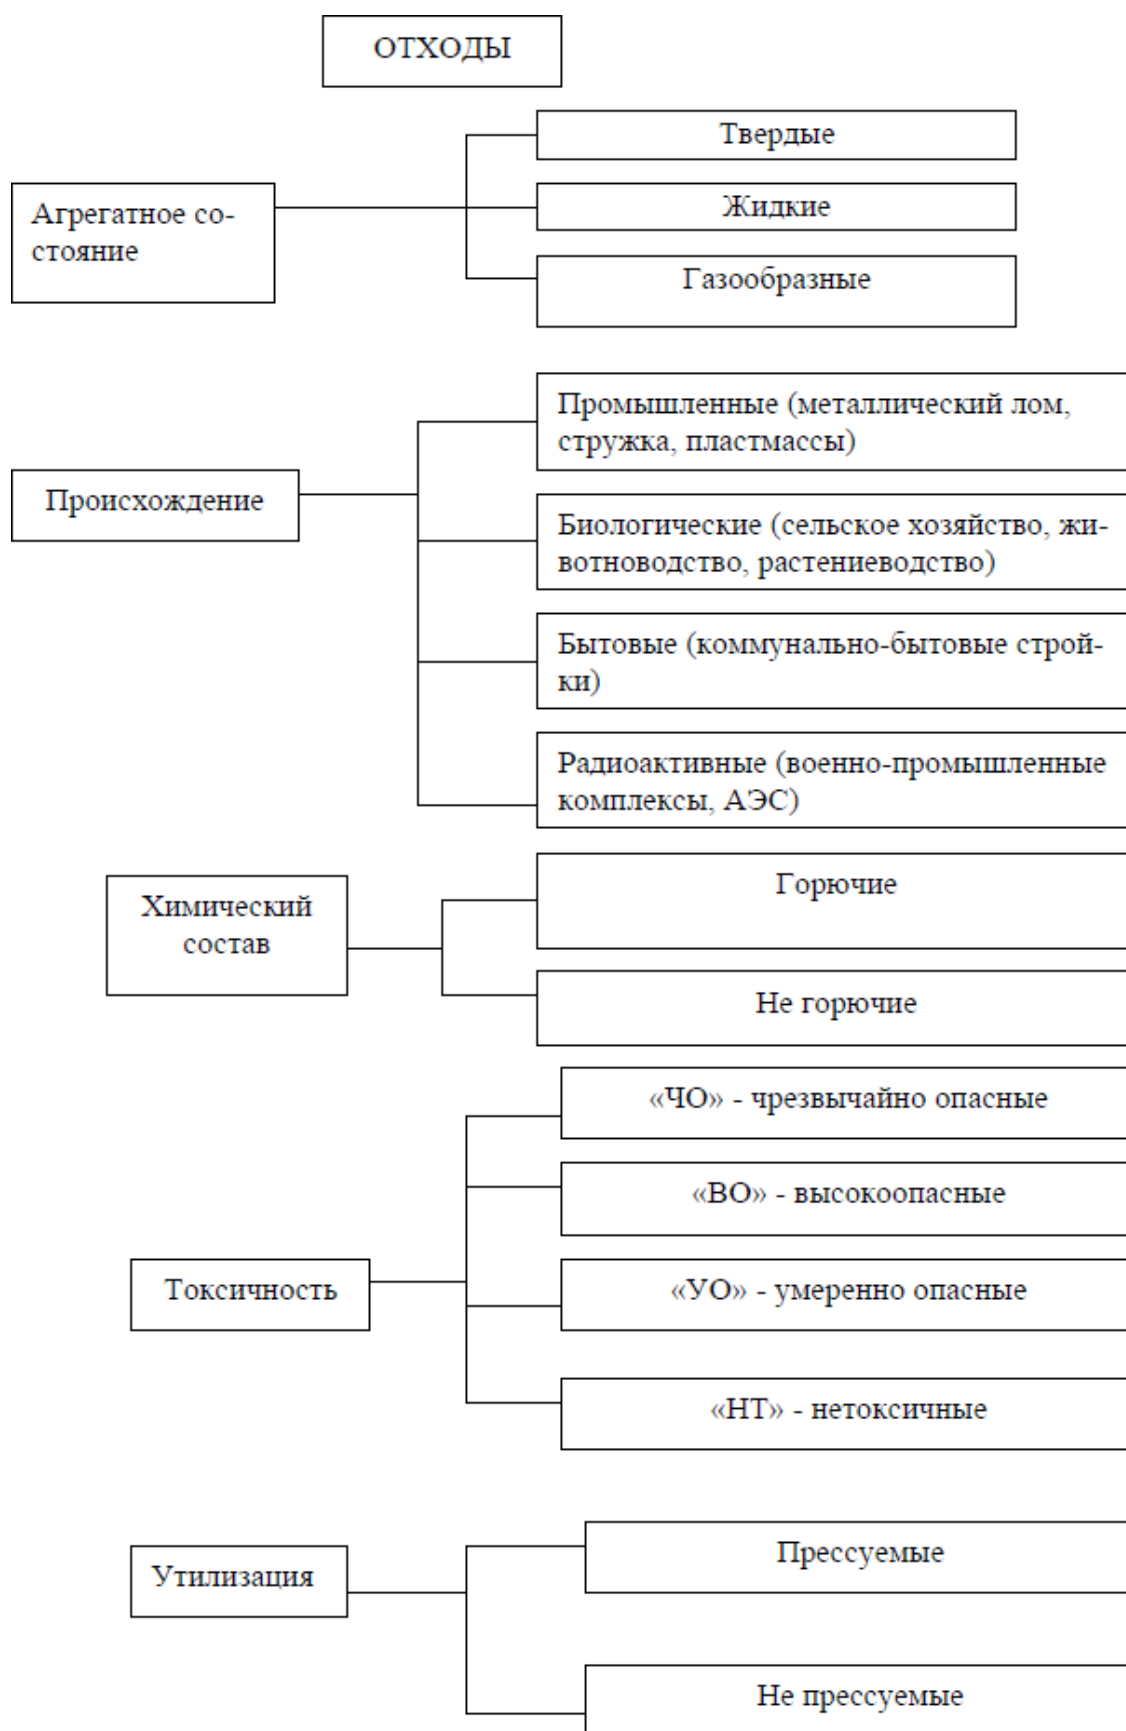 ОТХОДЫ
Твердые
Жидкие
Агрегатное со-
стояние
Газообразные
Промышленные (металлический лом,
стружка, пластмассы)
Происхождение
Биологические (сельское хозяйство, жи-
вотноводство, растениеводство)
Бытовые (коммунально-бытовые строй-
ки)
Радиоактивные (военно-промышленные
комплексы, АЭС)
Химический
состав
Горючие
Не горючие
«ЧО» - чрезвычайно опасные
«ВО» - высокоопасные
Токсичность
«УО» - умеренно опасные
«НТ» - нетоксичные
Утилизация
Прессуемые
Не прессуемые